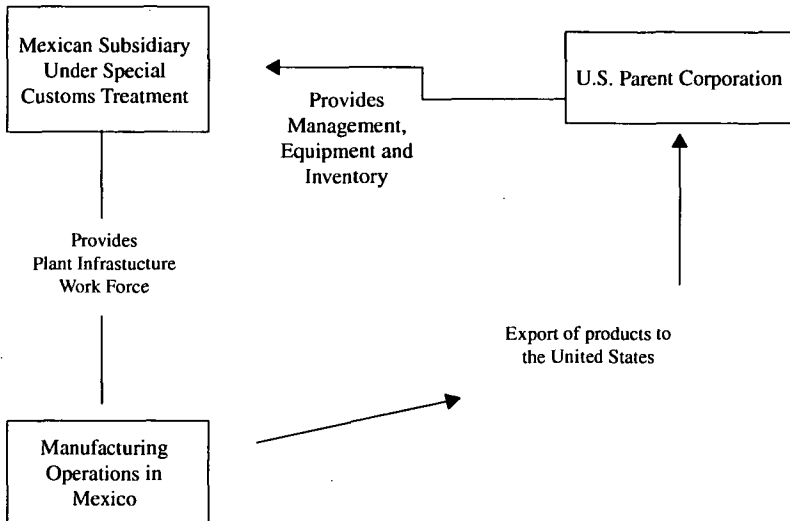 Mexican Subsidiary
Under Special
Customs Treatment
U.S. Parent Corporation
Provides
Management,
Equipment and
Inventory
Provides
Plant Infrastucture
Work Force
Export of products to
the United States
Manufacturing
Operations in
Mexico